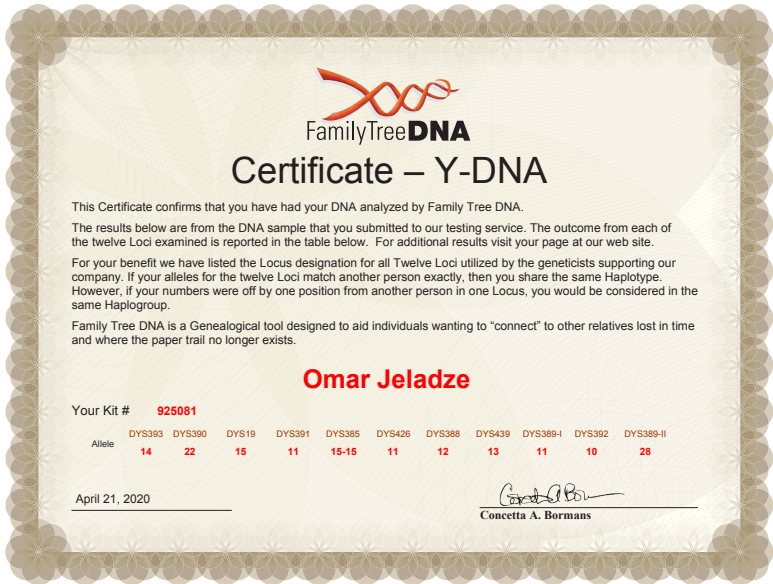 FamilyTreeDNA
Certificate – Y-DNA
This Certificate confirms that you have had your DNA analyzed by Family Tree DNA.
The results below are from the DNA sample that you submitted to our testing service. The outcome from each of
the twelve Loci examined is reported in the table below. For additional results visit your page at our web site.
For your benefit we have listed the Locus designation for all Twelve Loci utilized by the geneticists supporting our
company. If your alleles for the twelve Loci match another person exactly, then you share the same Haplotype.
However, if your numbers were off by one position from another person in one Locus, you would be considered in the
same Haplogroup.
Family Tree DNA is a Genealogical tool designed to aid individuals wanting to “connect” to other relatives lost in time
and where the paper trail no longer exists.
Omar Jeladze
Your Kit # 925081
DYS393 DYS390 DYS19 DYS391 DYS385 DYS426 DYS388 DYS439 DYS389-I DYS392 DYS389-II
Allele 14 22 15 11 15-15 11 12 13 11 10 28
April 21, 2020
Concetta A. Bormans